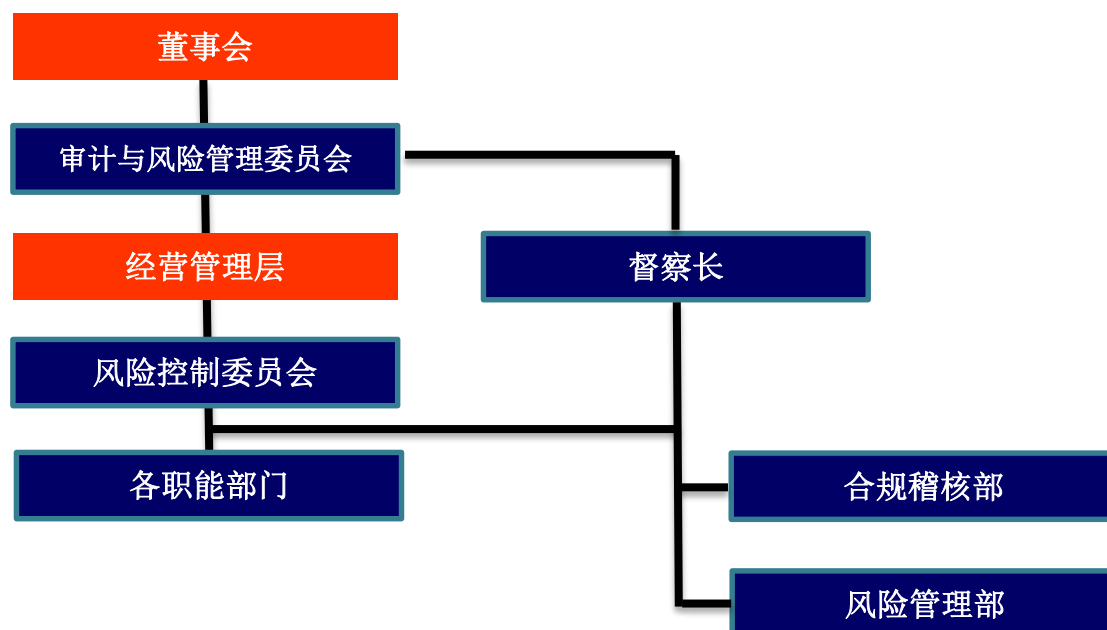 董事会
审计与风险管理委员会
经营管理层
督察长
风险控制委员会
各职能部门
合规稽核部
风险管理部